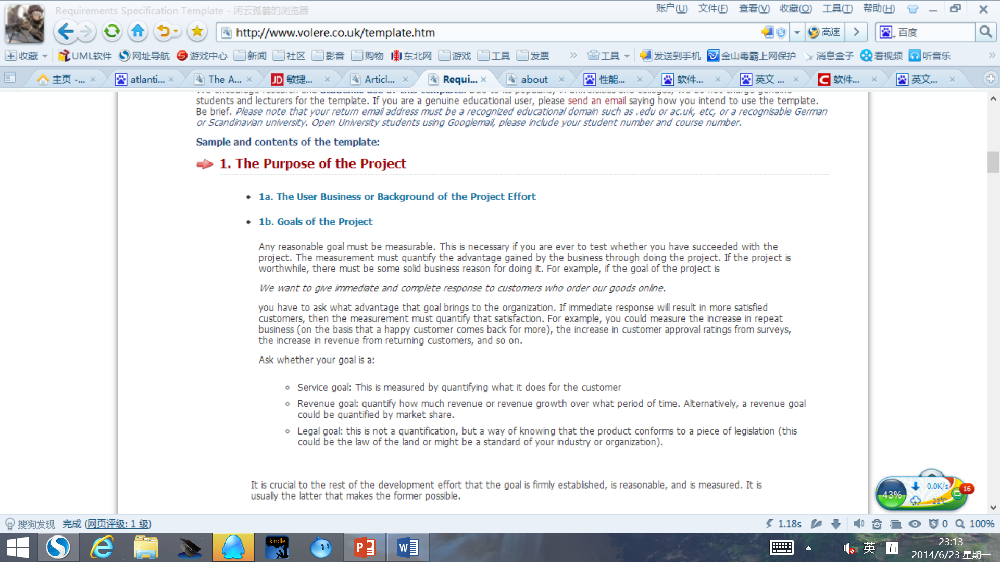 Requirements Specification Template - 闲云孤鹤的浏览器
账户(U) 文件(F) 查看(V) 收藏(O) 工具(T) 帮助(H)
http://www.volere.co.uk/template.htm
高速
百度
收藏 UML软件 网址导航 游戏中心 新闻 社区 影音 购物 东北网 游戏 工具 发票 » 工具 发送到手机 金山毒霸上网保护 消息盒子 看视频 听音乐 »
主页 -... atlanti... The A... JD 敏捷... Articl... Requi... about 性能... 软件... 英文 ... C 软件... 英文...
We encourage research and academic use of this template. Due to its popularity in universities and colleges, we do not charge genuine
students and lecturers for the template. If you are a genuine educational user, please send an email saying how you intend to use the template.
Be brief. Please note that your return email address must be a recognized educational domain such as .edu or ac.uk, etc, or a recognisable German
or Scandinavian university. Open University students using Googlemail, please include your student number and course number.
Sample and contents of the template:
1. The Purpose of the Project
• 1a. The User Business or Background of the Project Effort
• 1b. Goals of the Project
Any reasonable goal must be measurable. This is necessary if you are ever to test whether you have succeeded with the
project. The measurement must quantify the advantage gained by the business through doing the project. If the project is
worthwhile, there must be some solid business reason for doing it. For example, if the goal of the project is
We want to give immediate and complete response to customers who order our goods online.
you have to ask what advantage that goal brings to the organization. If immediate response will result in more satisfied
customers, then the measurement must quantify that satisfaction. For example, you could measure the increase in repeat
business (on the basis that a happy customer comes back for more), the increase in customer approval ratings from surveys,
the increase in revenue from returning customers, and so on.
Ask whether your goal is a:
Service goal: This is measured by quantifying what it does for the customer
Revenue goal: quantify how much revenue or revenue growth over what period of time. Alternatively, a revenue goal
could be quantified by market share.
Legal goal: this is not a quantification, but a way of knowing that the product conforms to a piece of legislation (this
could be the law of the land or might be a standard of your industry or organization).
It is crucial to the rest of the development effort that the goal is firmly established, is reasonable, and is measured. It is
usually the latter that makes the former possible.
43% 0.0K/s 16
21℃
搜狗发现 完成 (网页评级: 1 级) 1.18s 0 100%
kindle
英 五
23:13
2014/6/23 星期一